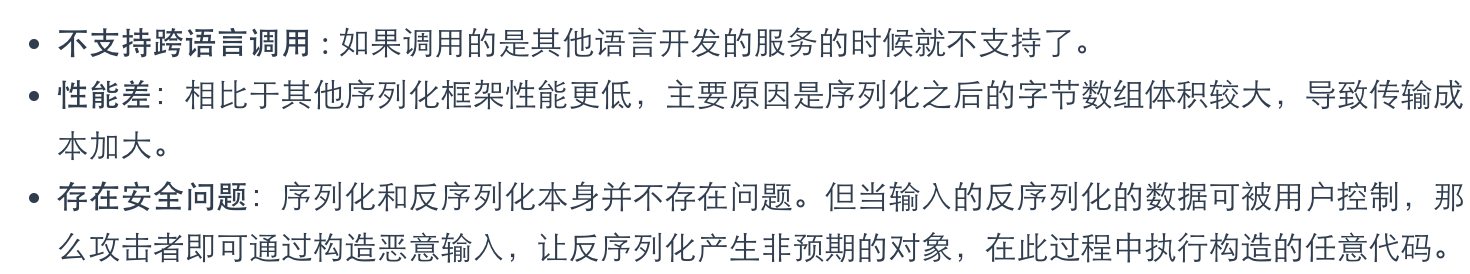 • 不支持跨语言调用 : 如果调用的是其他语言开发的服务的时候就不支持了。
• 性能差：相比于其他序列化框架性能更低，主要原因是序列化之后的字节数组体积较大，导致传输成
本加大。
• 存在安全问题：序列化和反序列化本身并不存在问题。但当输入的反序列化的数据可被用户控制，那
么攻击者即可通过构造恶意输入，让反序列化产生非预期的对象，在此过程中执行构造的任意代码。